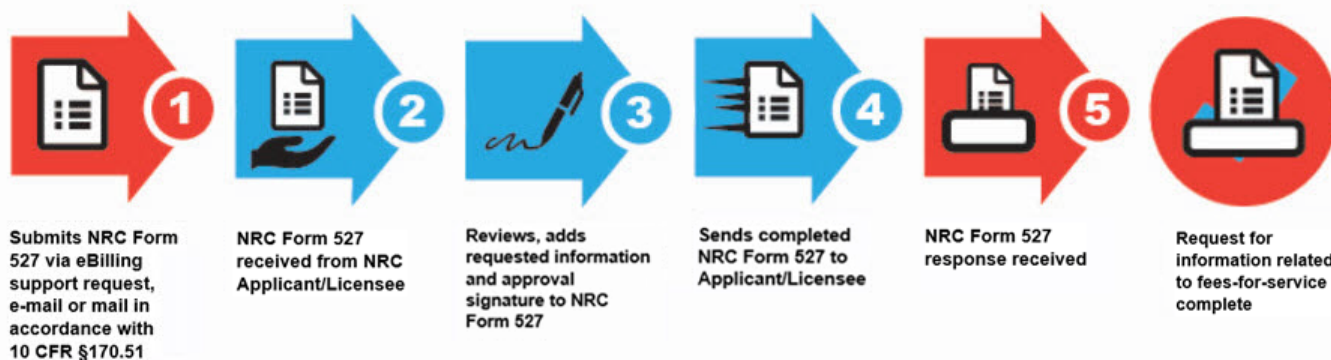 1
Submits NRC Form
527 via eBilling
support request,
e-mail or mail in
accordance with
10 CFR §170.51
2
NRC Form 527
received from NRC
Applicant/Licensee
3
Reviews, adds
requested information
and approval
signature to NRC
Form 527
4
Sends completed
NRC Form 527 to
Applicant/Licensee
5
NRC Form 527
response received
Request for
information related
to fees-for-service
complete